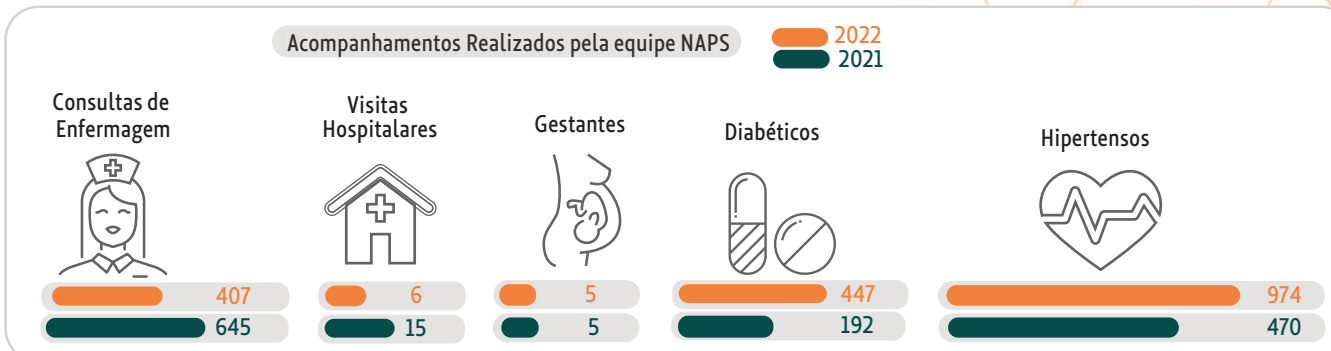 Acompanhamentos Realizados pela equipe NAPS
2022
2021
Consultas de
Enfermagem
407
645
Visitas
Hospitalares
6
15
Gestantes
5
5
Diabéticos
447
192
Hipertensos
974
470